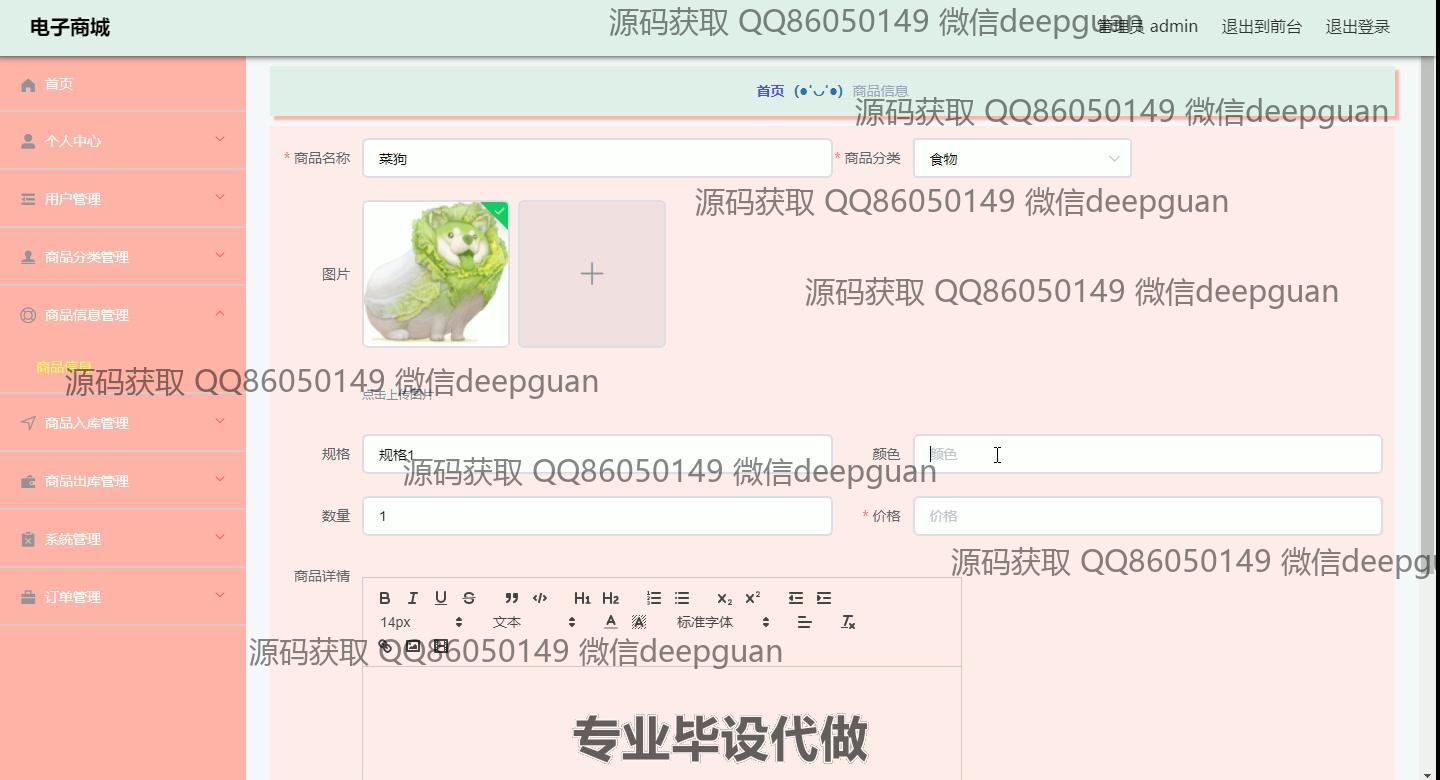 电子商城
源码获取 QQ86050149 微信deepguan
管理员 admin 退出到前台 退出登录
首页
首页 (●'◡'●) 商品信息
源码获取 QQ86050149 微信deepguan
个人中心
* 商品名称 菜狗 * 商品分类 食物
用户管理
源码获取 QQ86050149 微信deepguan
商品分类管理
图片
源码获取 QQ86050149 微信deepguan
商品信息管理
商品信息
源码获取 QQ86050149 微信deepguan
点击上传图片
商品入库管理
规格 规格1 颜色 颜色
源码获取 QQ86050149 微信deepguan
商品出库管理
数量 1 * 价格 价格
系统管理
源码获取 QQ86050149 微信deepgu
商品详情
订单管理
B I U S ” </> H1 H2 X2 X2
14px 文本 A A 标准字体 Tx
源码获取 QQ86050149 微信deepguan
专业毕设代做